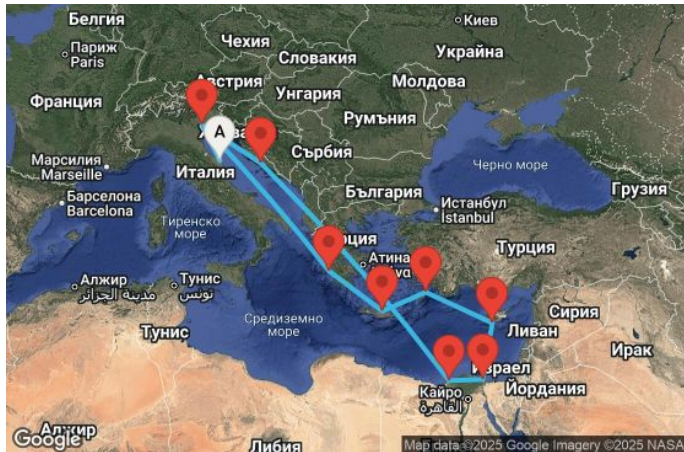 Белгия
Киев
Париж
Paris
Чехия
Словакия
Украйна
Австрия
Молдова
Франция
Унгария
Румъния
A
Марсилия
Marseille
Италия
Сърбия
Черно море
Грузия
Барселона
Barcelona
България
Истанбул
İstanbul
Тиренско
море
Атина
Турция
Алжир
مدينة الجزائر
Тунис
تونس
Средиземно
море
Сирия
Ливан
Тунис
Ирак
Израел
Кайро
القاهرة
Йордания
Алжир
Либия
Google
Map data ©2025 Google Imagery ©2025 NASA